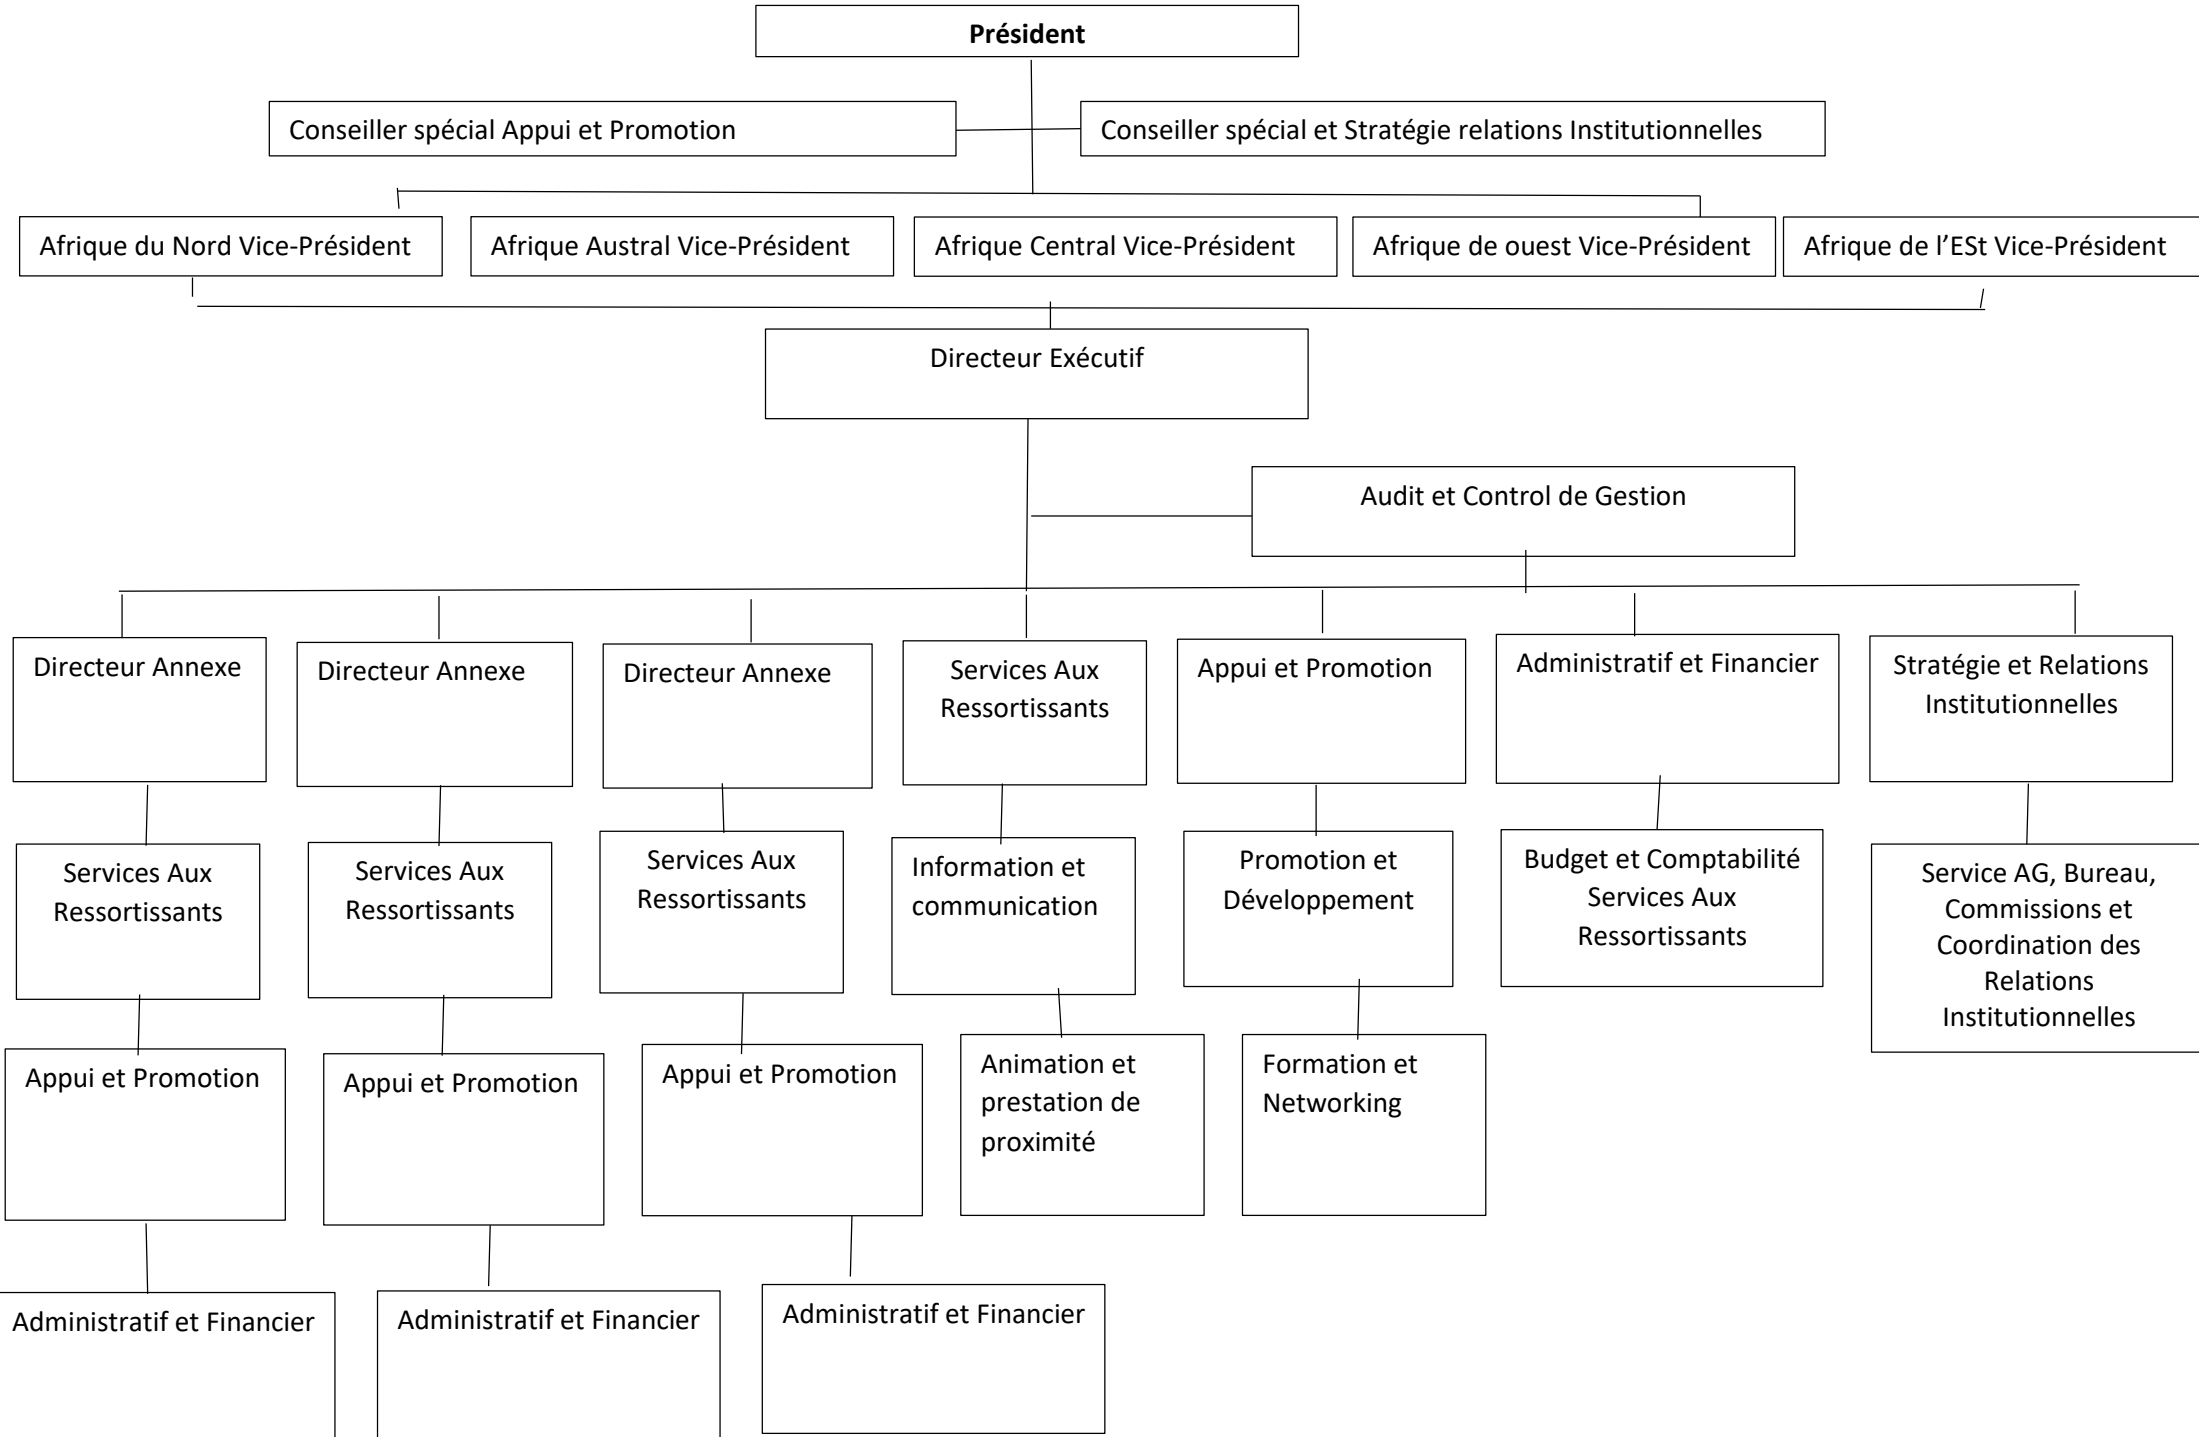 Président
Conseiller spécial Appui et Promotion
Conseiller spécial et Stratégie relations Institutionnelles
Afrique du Nord Vice-Président
Afrique Austral Vice-Président
Afrique Central Vice-Président
Afrique de ouest Vice-Président
Afrique de l’ESt Vice-Président
Directeur Exécutif
Audit et Control de Gestion
Directeur Annexe
Directeur Annexe
Directeur Annexe
Services Aux
Ressortissants
Appui et Promotion
Administratif et Financier
Stratégie et Relations
Institutionnelles
Services Aux
Ressortissants
Services Aux
Ressortissants
Services Aux
Ressortissants
Information et
communication
Promotion et
Développement
Budget et Comptabilité
Services Aux
Ressortissants
Service AG, Bureau,
Commissions et
Coordination des
Relations
Institutionnelles
Appui et Promotion
Appui et Promotion
Appui et Promotion
Animation et
prestation de
proximité
Formation et
Networking
Administratif et Financier
Administratif et Financier
Administratif et Financier